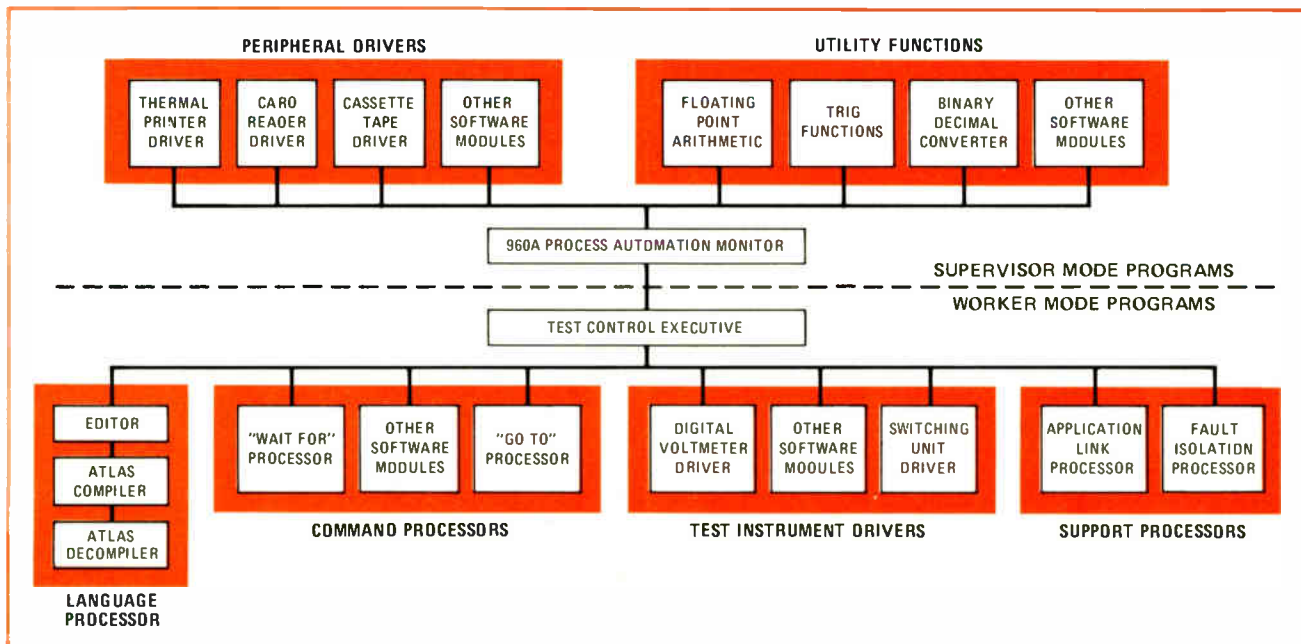 PERIPHERAL DRIVERS
UTILITY FUNCTIONS
THERMAL
PRINTER
DRIVER
CARO
REAOER
DRIVER
CASSETTE
TAPE
DRIVER
OTHER
SOFTWARE
MODULES
FLOATING
POINT
ARITHMETIC
TRIG
FUNCTIONS
BINARY
DECIMAL
CONVERTER
OTHER
SOFTWARE
MODULES
960A PROCESS AUTOMATION MONITOR
SUPERVISOR MODE PROGRAMS
WORKER MODE PROGRAMS
TEST CONTROL EXECUTIVE
EDITOR
ATLAS
COMPILER
ATLAS
DECOMPILER
LANGUAGE
PROCESSOR
"WAIT FOR"
PROCESSOR
OTHER
SOFTWARE
MODULES
"GO TO"
PROCESSOR
COMMAND PROCESSORS
DIGITAL
VOLTMETER
DRIVER
OTHER
SOFTWARE
MOOULES
SWITCHING
UNIT
DRIVER
TEST INSTRUMENT DRIVERS
APPLICATION
LINK
PROCESSOR
FAULT
ISOLATION
PROCESSOR
SUPPORT PROCESSORS